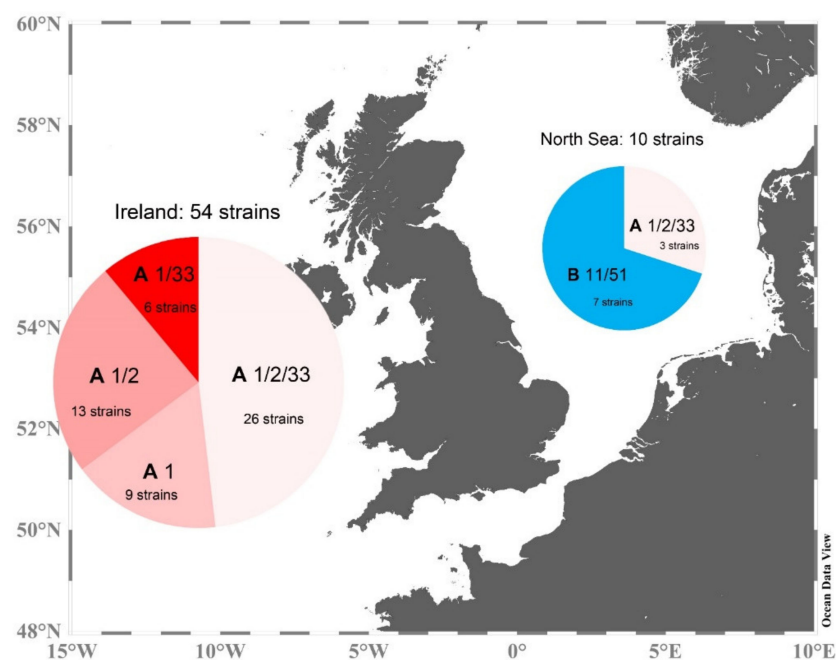 60°N
58°N
56°N
54°N
52°N
50°N
48°N
North Sea: 10 strains
A 1/2/33
3 strains
B 11/51
7 strains
Ireland: 54 strains
A 1/33
6 strains
A 1/2
13 strains
A 1/2/33
26 strains
A 1
9 strains
Ocean Data View
15°W
10°W
5°W
0°
5°E
10°E